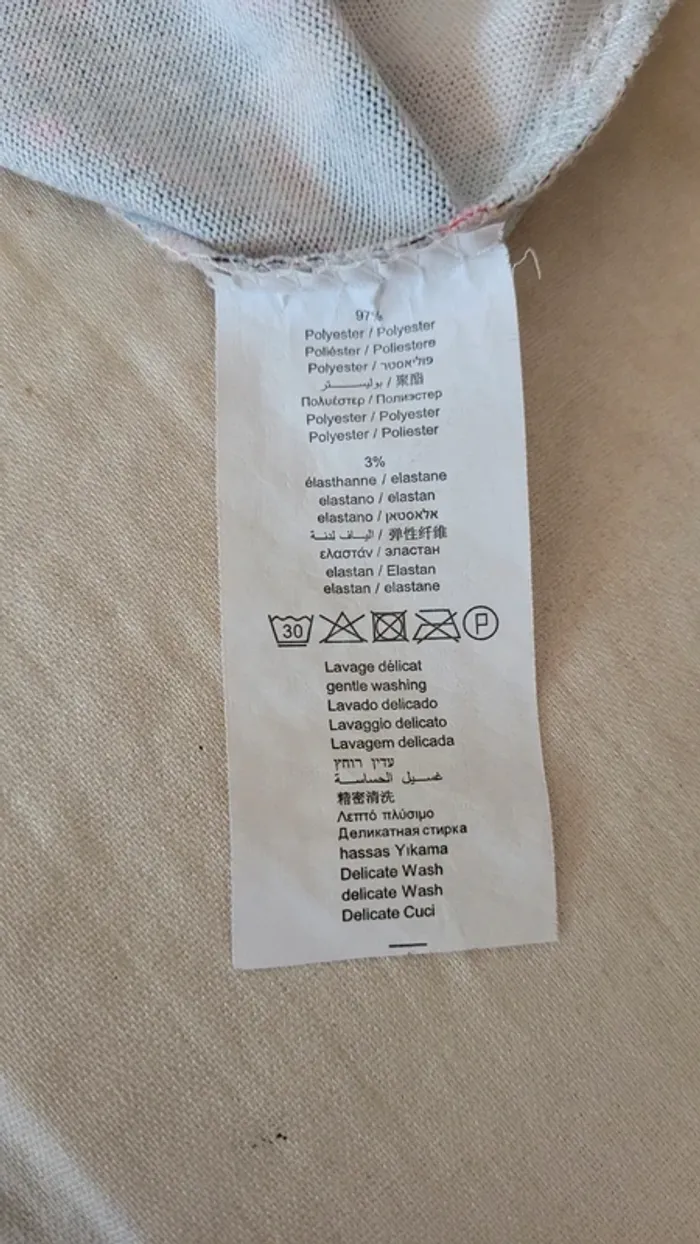 97%
Polyester / Polyester
Poliéster / Poliestere
Polyester / פוליאסטר
بوليستر / 聚酯
Πολυέστερ / Полиэстер
Polyester / Polyester
Polyester / Poliester
3%
élasthanne / elastane
elastano / elastan
elastano / אלאסטאן
الياف لدنة / 弹性纤维
ελαστάν / эластан
elastan / Elastan
elastan / elastane
30 P
Lavage délicat
gentle washing
Lavado delicado
Lavaggio delicato
Lavagem delicada
עדין רוחץ
غسيل الحساسة
精密清洗
Λεπτό πλύσιμο
Деликатная стирка
hassas Yıkama
Delicate Wash
delicate Wash
Delicate Cuci